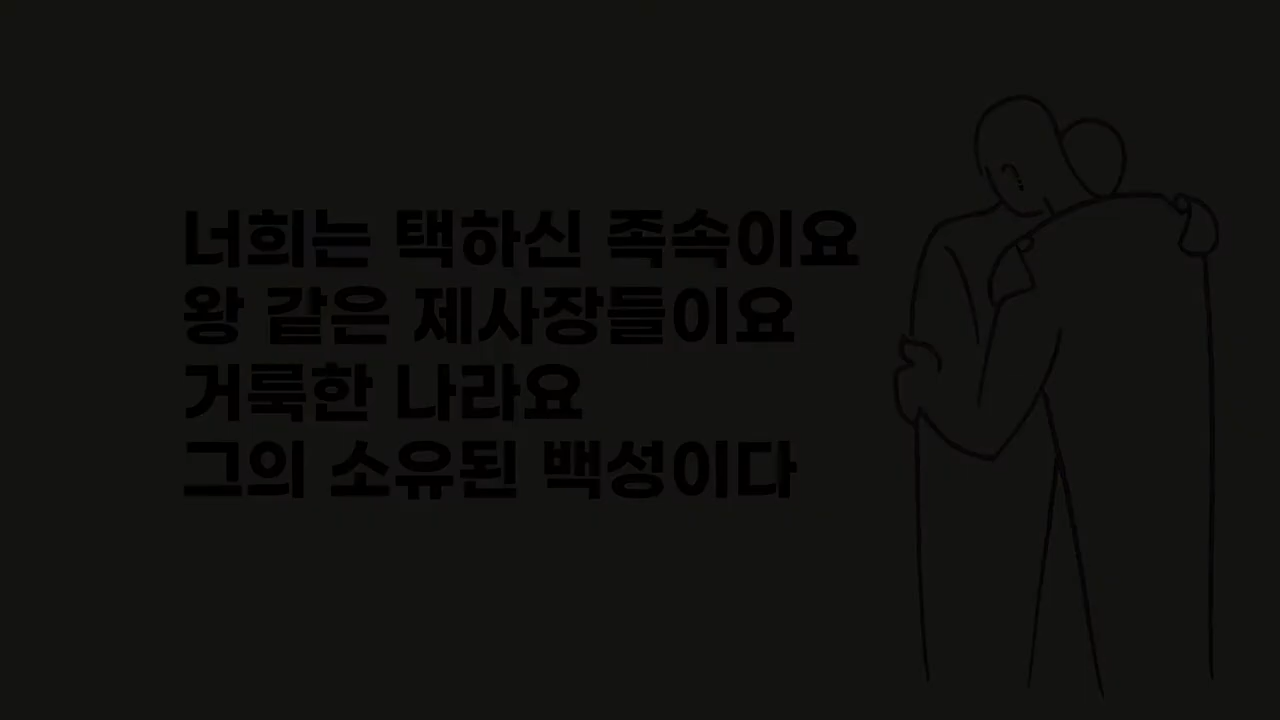 너희는 택하신 족속이요
왕 같은 제사장들이요
거룩한 나라요
그의 소유된 백성이다